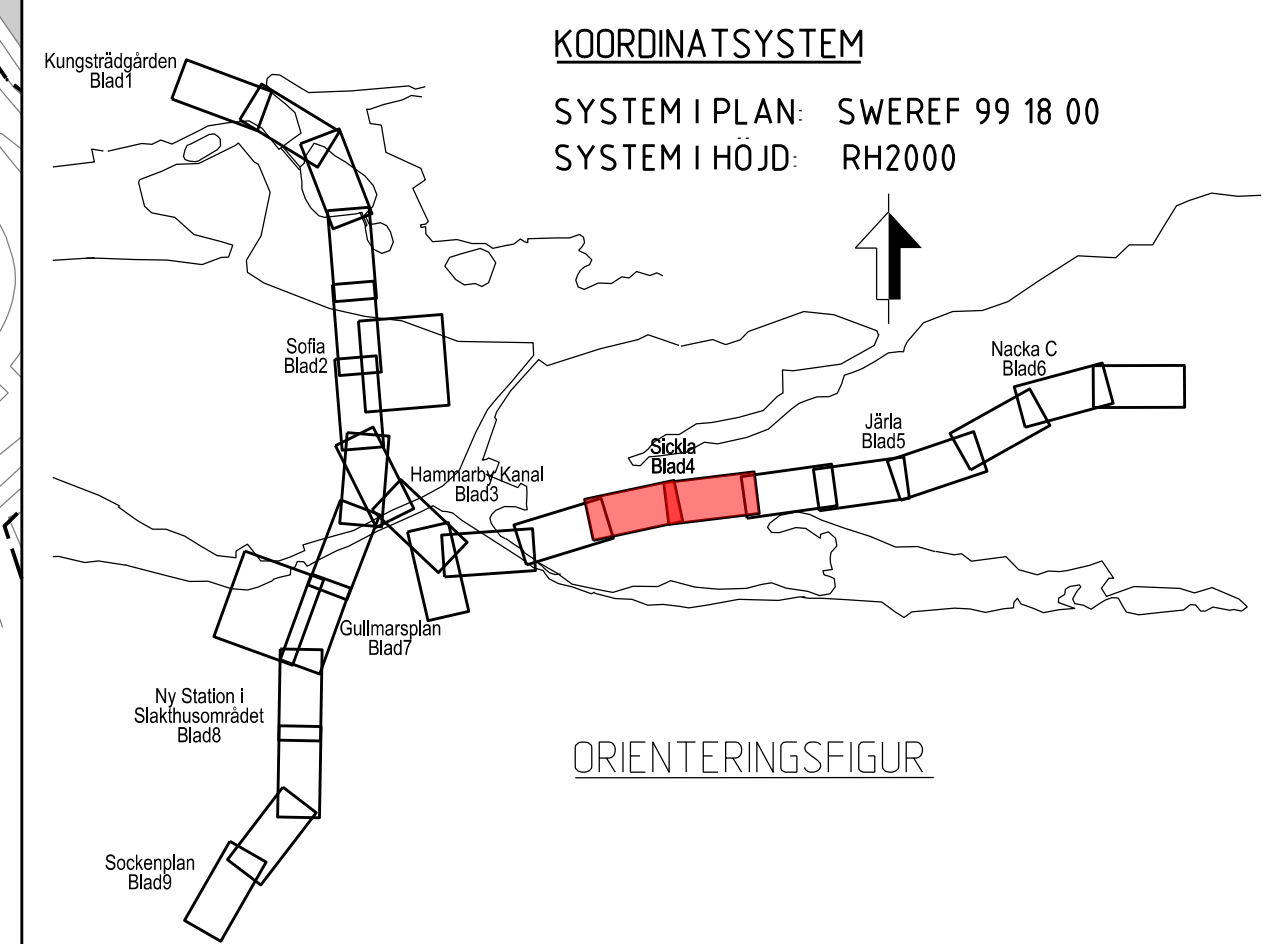 KOORDINATSYSTEM
SYSTEM I PLAN: SWEREF 99 18 00
SYSTEM I HÖJD: RH2000
Kungsträdgården
Blad1
Sofia
Blad2
Nacka C
Blad6
Järla
Blad5
Sickla
Blad4
Hammarby Kanal
Blad3
Gullmarsplan
Blad7
Ny Station i
Slakthusområdet
Blad8
ORIENTERINGSFIGUR
Sockenplan
Blad9